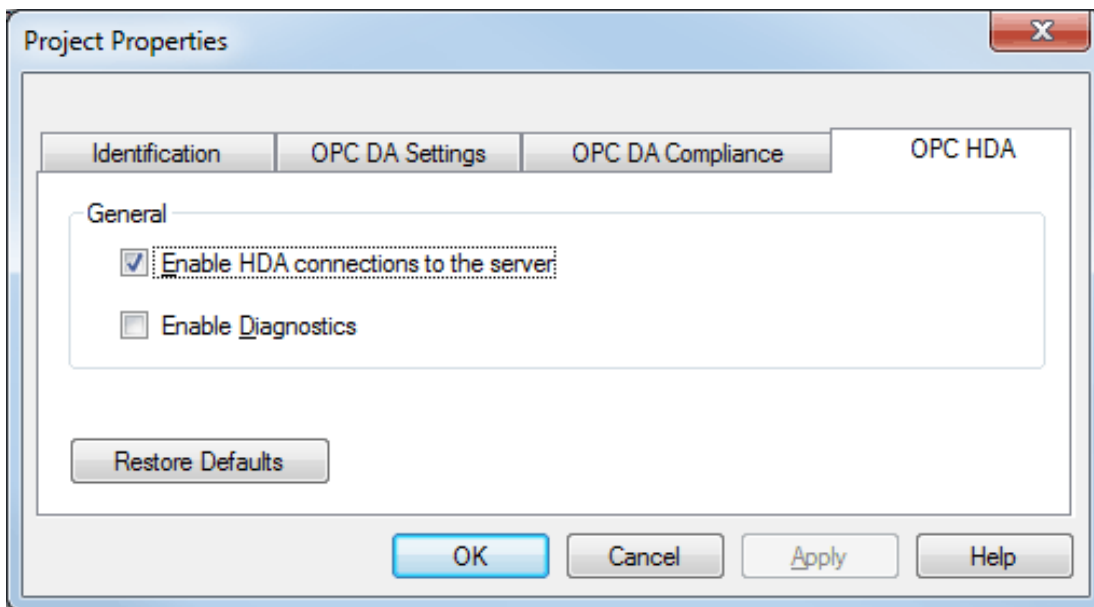 Project Properties
Identification OPC DA Settings OPC DA Compliance OPC HDA
General
Enable HDA connections to the server
Enable Diagnostics
Restore Defaults
OK Cancel Apply Help